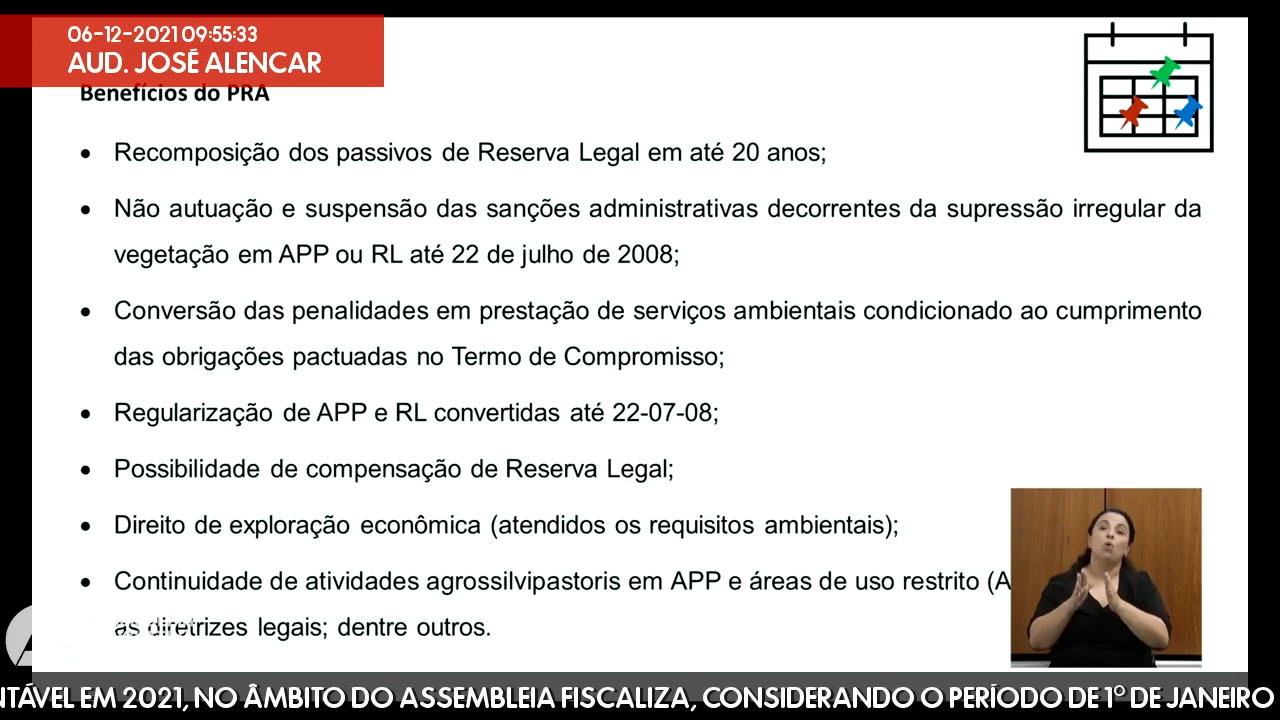 06-12-2021 09:55:33
AUD. JOSÉ ALENCAR
Benefícios do PRA
• Recomposição dos passivos de Reserva Legal em até 20 anos;
• Não autuação e suspensão das sanções administrativas decorrentes da supressão irregular da
vegetação em APP ou RL até 22 de julho de 2008;
• Conversão das penalidades em prestação de serviços ambientais condicionado ao cumprimento
das obrigações pactuadas no Termo de Compromisso;
• Regularização de APP e RL convertidas até 22-07-08;
• Possibilidade de compensação de Reserva Legal;
• Direito de exploração econômica (atendidos os requisitos ambientais);
• Continuidade de atividades agrossilvipastoris em APP e áreas de uso restrito (A
as diretrizes legais; dentre outros.
NTÁVEL EM 2021, NO ÂMBITO DO ASSEMBLEIA FISCALIZA, CONSIDERANDO O PERÍODO DE 1º DE JANEIRO